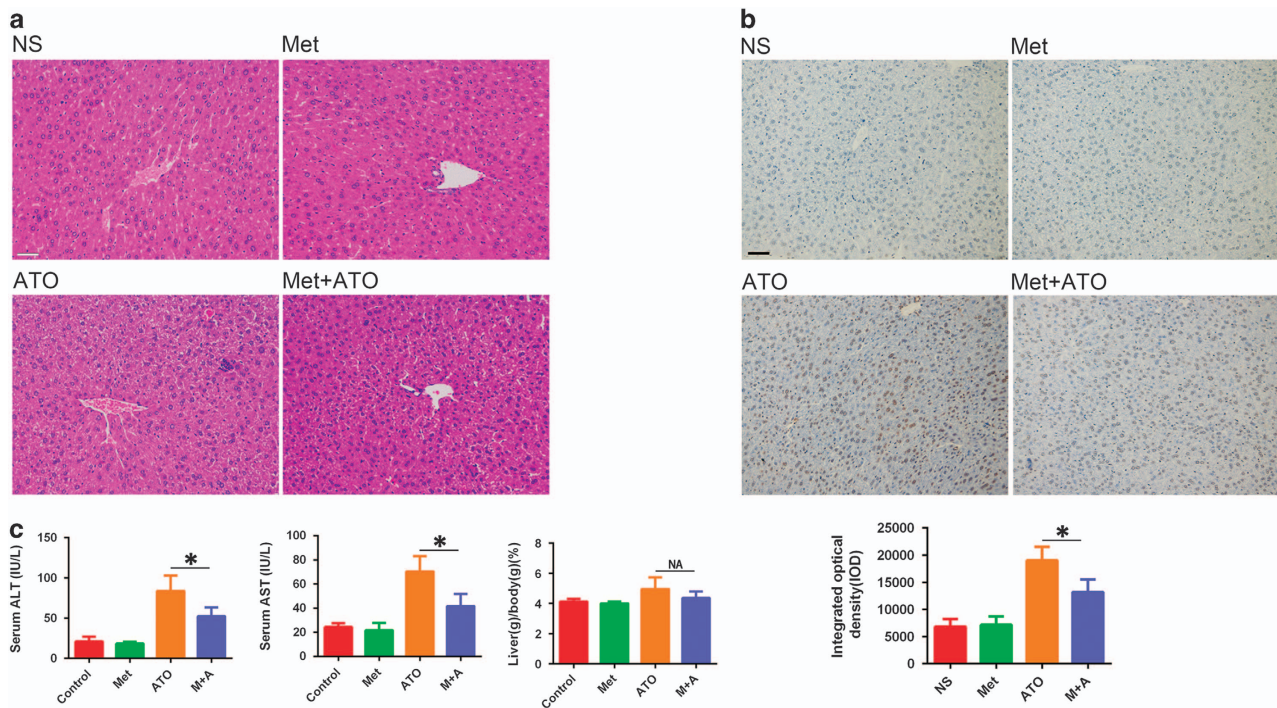 a
NS
Met
ATO
Met+ATO
b
NS
Met
ATO
Met+ATO
c
Serum ALT (IU/L)
150
100
50
0
*
Control
Met
ATO
M+A
Serum AST (IU/L)
100
80
60
40
20
0
*
Control
Met
ATO
M+A
Liver(g)/body(g)(%)
8
6
4
2
0
NA
Control
Met
ATO
M+A
Integrated optical
density(IOD)
25000
20000
15000
10000
5000
0
*
NS
Met
ATO
M+A